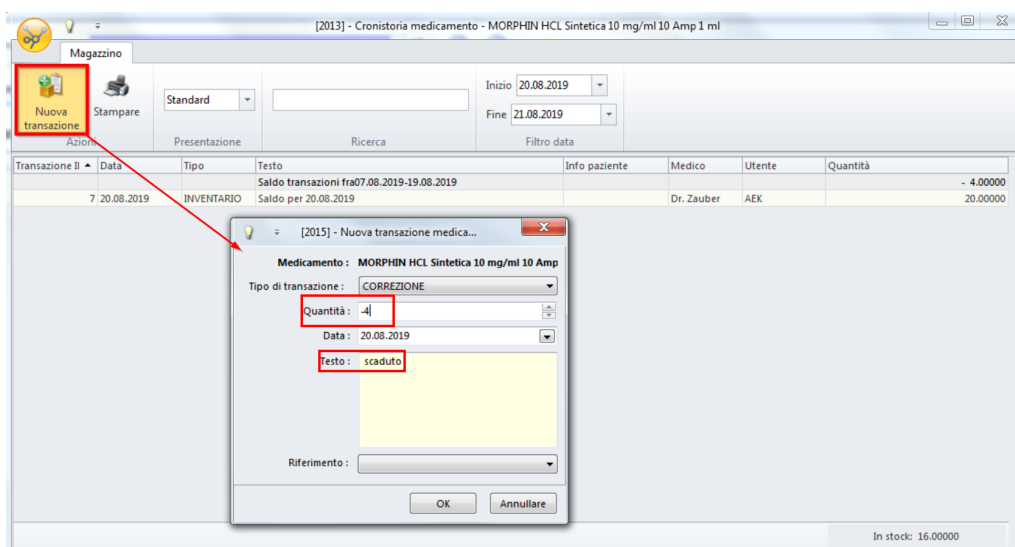 [2013] - Cronistoria medicamento - MORPHIN HCL Sintetica 10 mg/ml 10 Amp 1 ml
Magazzino
Nuova transazione
Stampare
Azioni
Standard
Presentazione
Ricerca
Inizio 20.08.2019
Fine 21.08.2019
Filtro data
Transazione II Data Tipo Testo Info paziente Medico Utente Quantità
Saldo transazioni fra07.08.2019-19.08.2019 - 4.00000
7 20.08.2019 INVENTARIO Saldo per 20.08.2019 Dr. Zauber AEK 20.00000
[2015] - Nuova transazione medica...
Medicamento : MORPHIN HCL Sintetica 10 mg/ml 10 Amp
Tipo di transazione : CORREZIONE
Quantità : -4
Data : 20.08.2019
Testo : scaduto
Riferimento :
OK Annullare
In stock: 16.00000